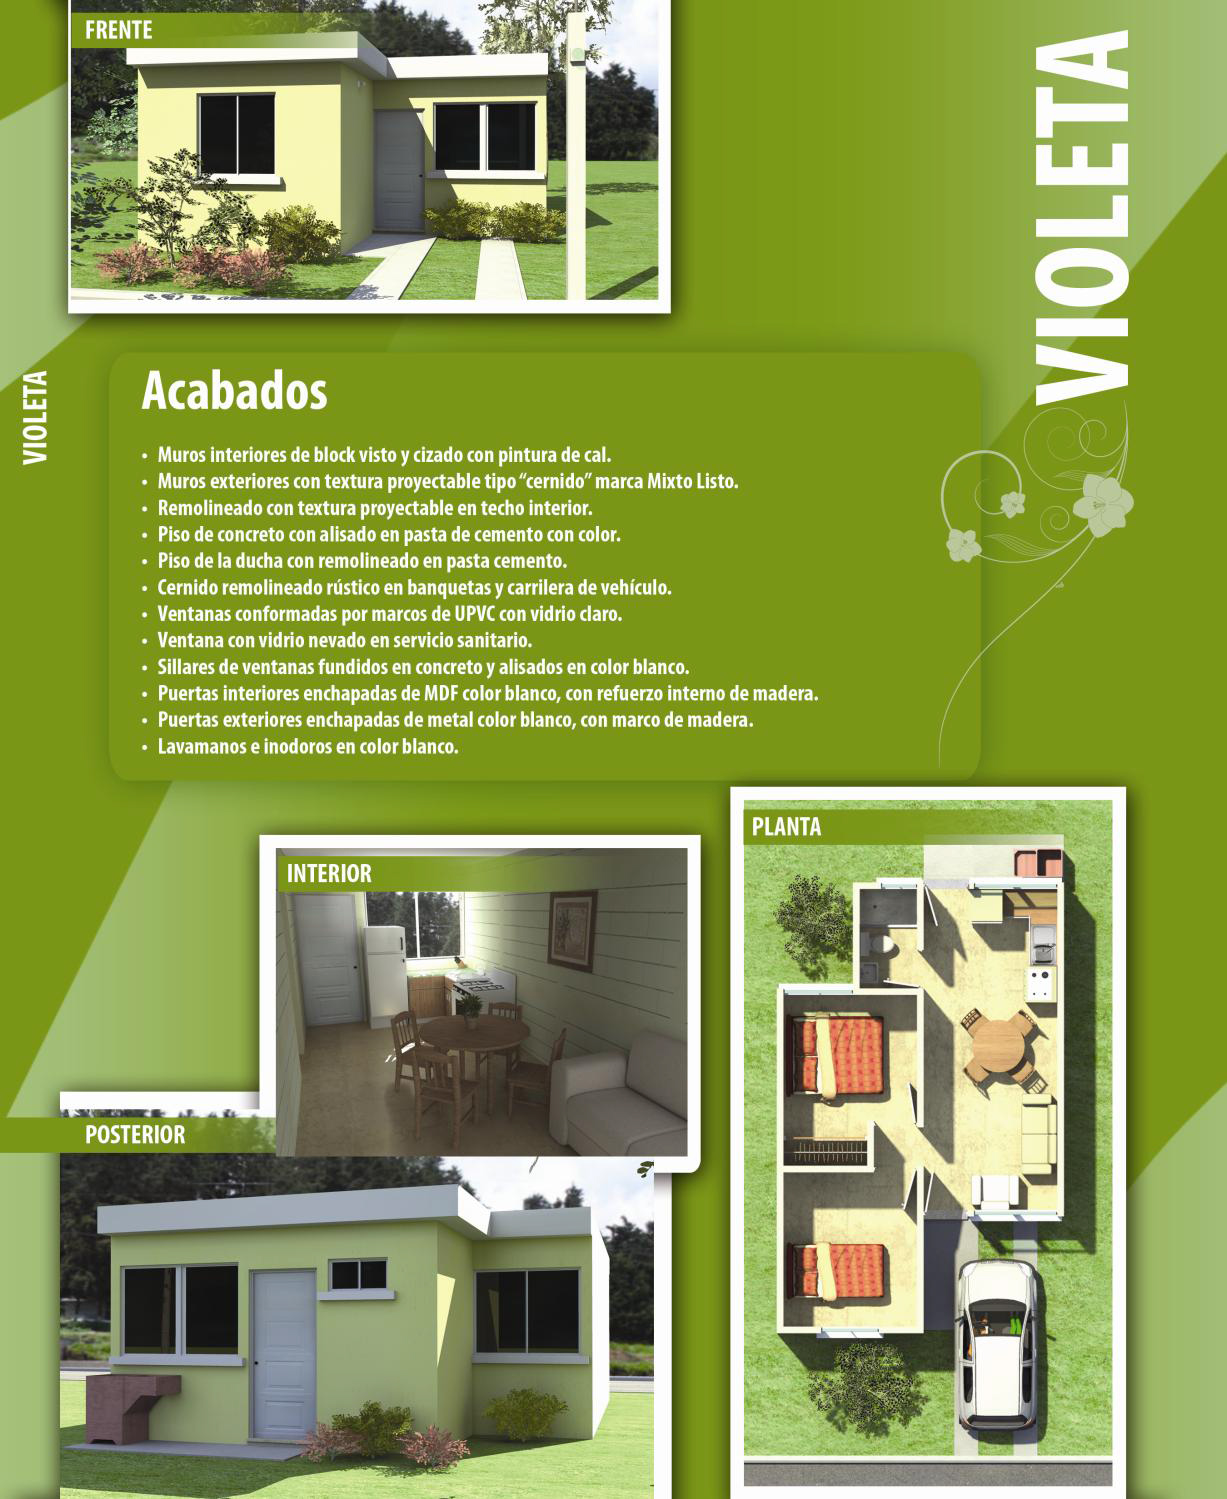 FRENTE
VIOLETA
VIOLETA
Acabados
• Muros interiores de block visto y cizado con pintura de cal.
• Muros exteriores con textura proyectable tipo “cernido” marca Mixto Listo.
• Remolineado con textura proyectable en techo interior.
• Piso de concreto con alisado en pasta de cemento con color.
• Piso de la ducha con remolineado en pasta cemento.
• Cernido remolineado rústico en banquetas y carrilera de vehículo.
• Ventanas conformadas por marcos de UPVC con vidrio claro.
• Ventana con vidrio nevado en servicio sanitario.
• Sillares de ventanas fundidos en concreto y alisados en color blanco.
• Puertas interiores enchapadas de MDF color blanco, con refuerzo interno de madera.
• Puertas exteriores enchapadas de metal color blanco, con marco de madera.
• Lavamanos e inodoros en color blanco.
PLANTA
INTERIOR
POSTERIOR